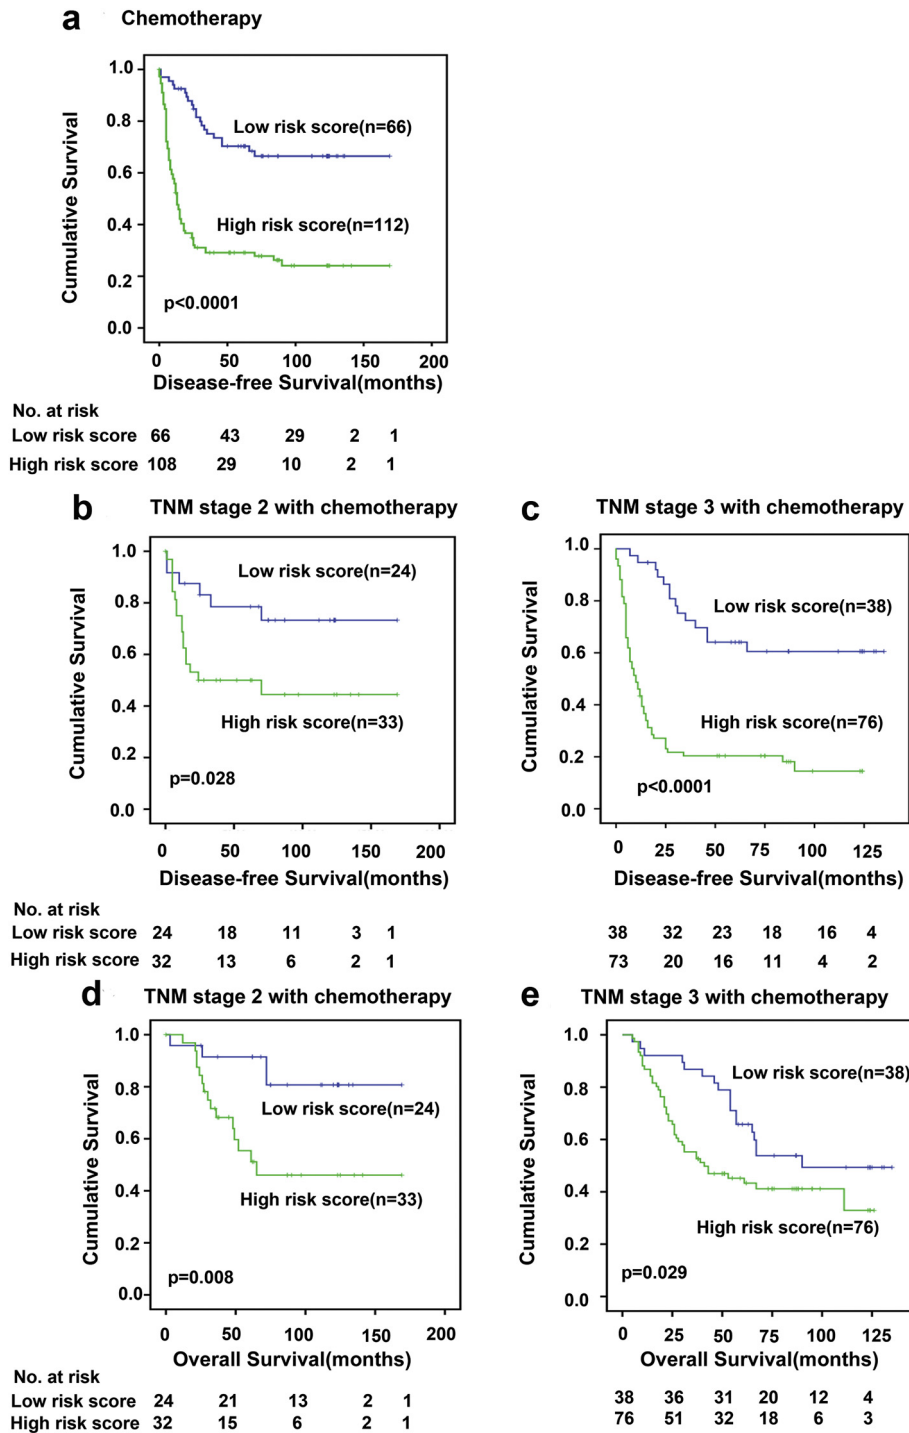 a Chemotherapy
1.0
0.8
0.6
0.4
0.2
0.0
Cumulative Survival
Low risk score(n=66)
High risk score(n=112)
p<0.0001
0 50 100 150 200
Disease-free Survival(months)
No. at risk
Low risk score 66 43 29 2 1
High risk score 108 29 10 2 1
b TNM stage 2 with chemotherapy
1.0
0.8
0.6
0.4
0.2
0.0
Cumulative Survival
Low risk score(n=24)
High risk score(n=33)
p=0.028
0 50 100 150 200
Disease-free Survival(months)
No. at risk
Low risk score 24 18 11 3 1
High risk score 32 13 6 2 1
c TNM stage 3 with chemotherapy
1.0
0.8
0.6
0.4
0.2
0.0
Cumulative Survival
Low risk score(n=38)
High risk score(n=76)
p<0.0001
0 25 50 75 100 125
Disease-free Survival(months)
38 32 23 18 16 4
73 20 16 11 4 2
d TNM stage 2 with chemotherapy
1.0
0.8
0.6
0.4
0.2
0.0
Cumulative Survival
Low risk score(n=24)
High risk score(n=33)
p=0.008
0 50 100 150 200
Overall Survival(months)
No. at risk
Low risk score 24 21 13 2 1
High risk score 32 15 6 2 1
e TNM stage 3 with chemotherapy
1.0
0.8
0.6
0.4
0.2
0.0
Cumulative Survival
Low risk score(n=38)
High risk score(n=76)
p=0.029
0 25 50 75 100 125
Overall Survival(months)
38 36 31 20 12 4
76 51 32 18 6 3